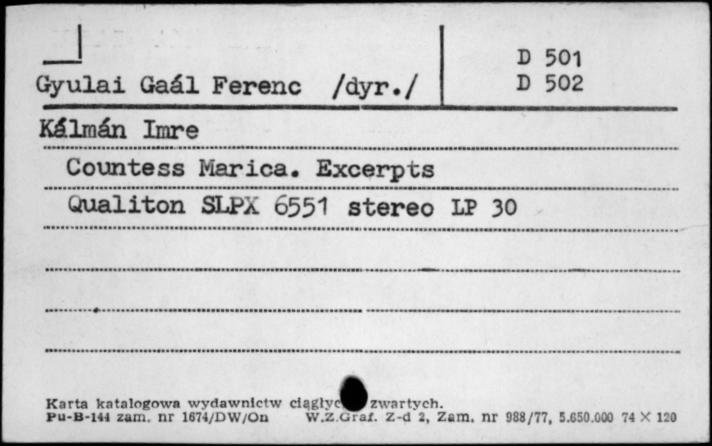 D 501
Gyulai Gaál Ferenc /dyr./ D 502
Kálmán Imre
Countess Marica. Excerpts
Qualiton SLPX 6551 stereo LP 30
Karta katalogowa wydawnictw zwartych.
Pu-B-144 zam. nr 1674/DW/On W.Z.Graf. Z-d 2, Zam. nr 988/77, 5.650.000 74 × 120